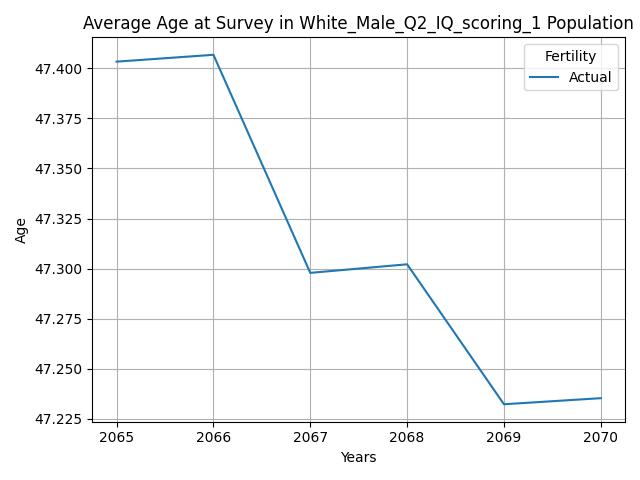 Average Age at Survey in White_Male_Q2_IQ_scoring_1 Population
Fertility
Actual
47.400
47.375
47.350
47.325
47.300
47.275
47.250
47.225
Age
2065 2066 2067 2068 2069 2070
Years